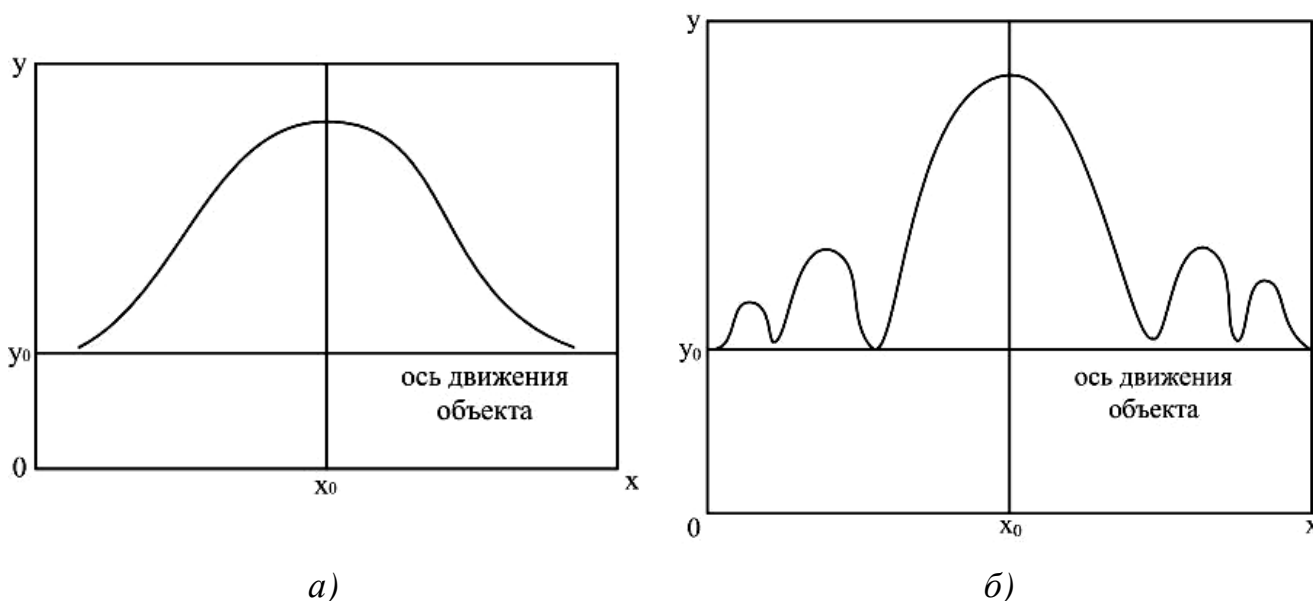 y
y₀
ось движения
объекта
0
x₀
x
а)
y
y₀
ось движения
объекта
0
x₀
x
б)